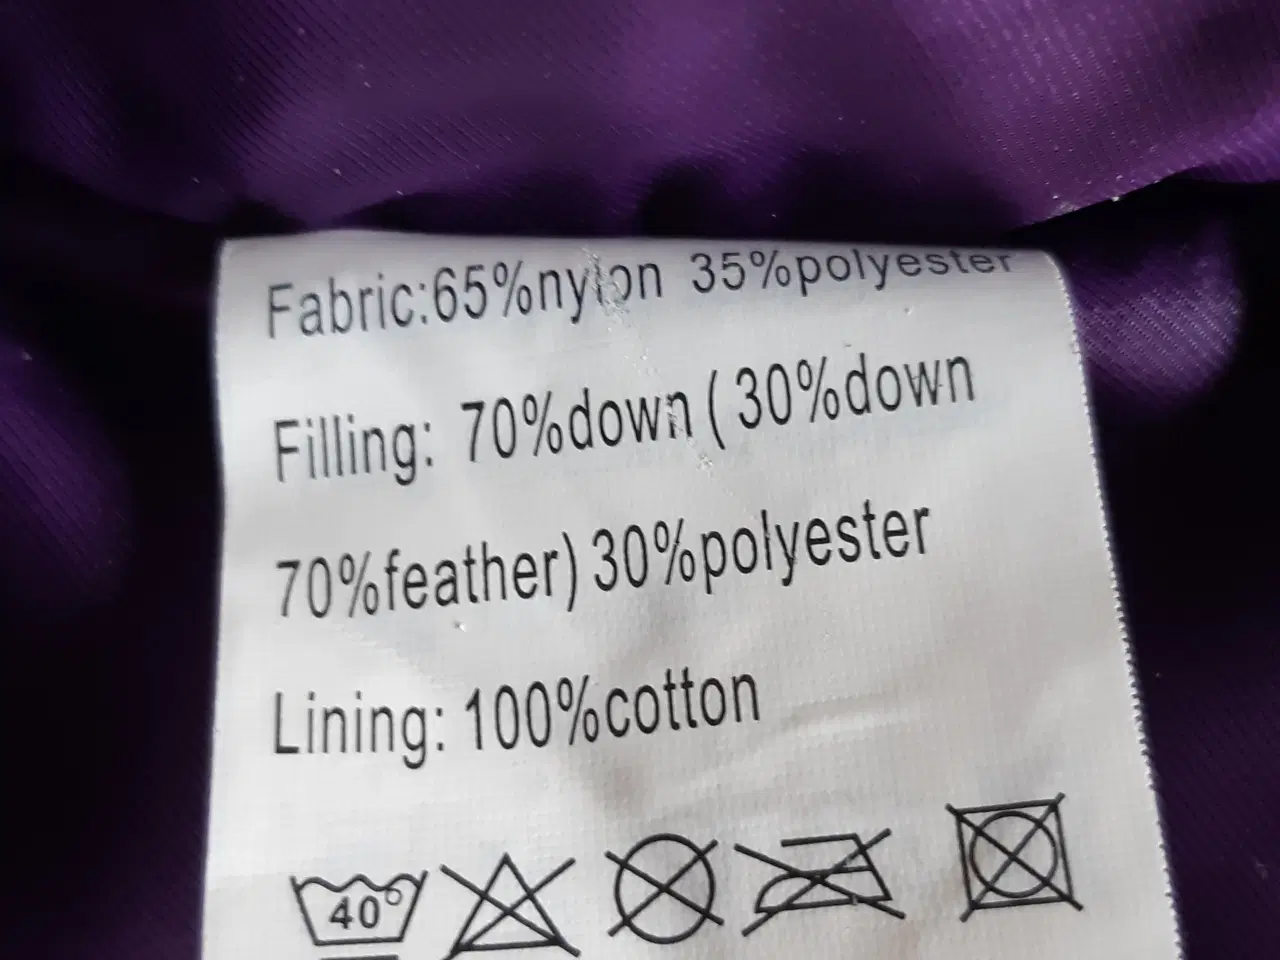 Fabric:65%nylon 35%polyester
Filling: 70%down ( 30%down
70%feather) 30%polyester
Lining: 100%cotton
40°